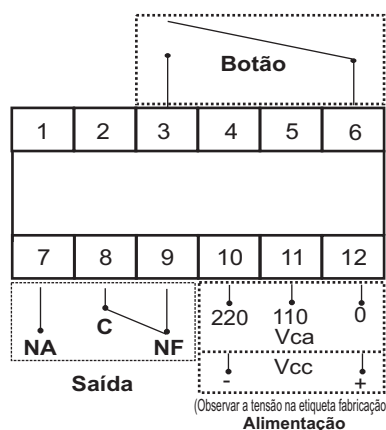 Botão
1 2 3 4 5 6
7 8 9 10 11 12
NA C NF
220 110 0
Vca
Vcc
- +
Saída
(Observar a tensão na etiqueta fabricação
Alimentação